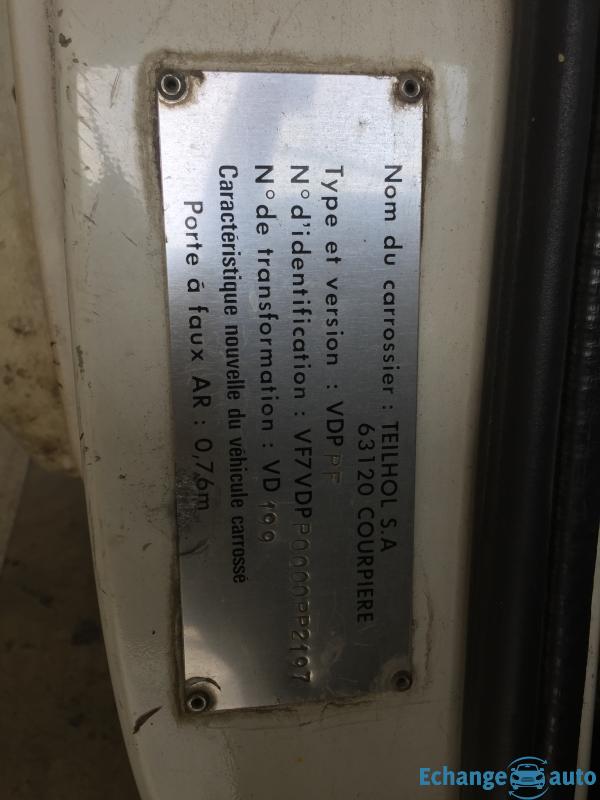 Nom du carrossier : TEILHOL S.A
63120 COURPIERE
Type et version : VDP PF
N° d'identification : VF7VDPP0000PP2197
N° de transformation : VD 199
Caractéristique nouvelle du véhicule carrossé
Porte á faux AR : 0,76m
Echange auto